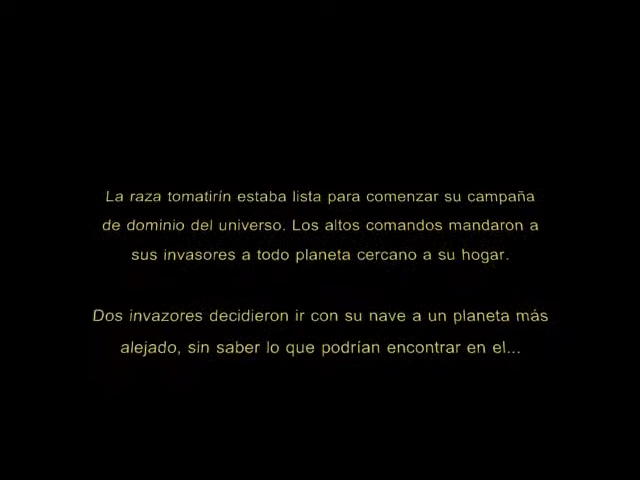 La raza tomatirín estaba lista para comenzar su campaña
de dominio del universo. Los altos comandos mandaron a
sus invasores a todo planeta cercano a su hogar.
Dos invazores decidieron ir con su nave a un planeta más
alejado, sin saber lo que podrían encontrar en el...